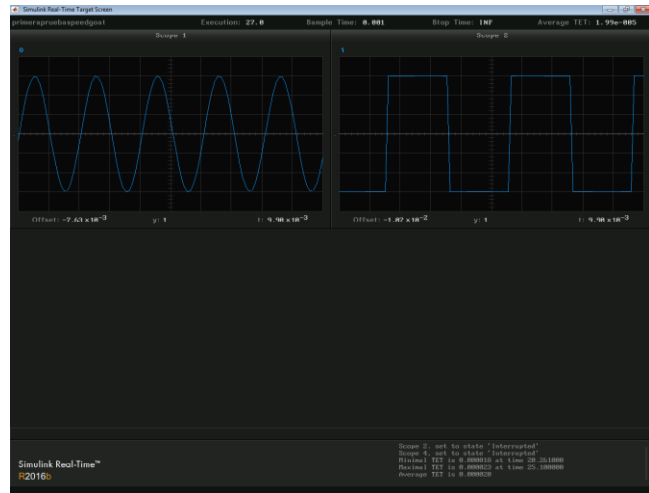 Simulink Real-Time Target Screen
primerapruebaspeedgoat Execution: 27.0 Sample Time: 0.001 Stop Time: INF Average TET: 1.99e-005
Scope 1 Scope 2
0 1
Offset: -7.63 x10-3 y: 1 t: 9.90 x10-3 Offset: -1.07 x10-2 y: 1 t: 9.90 x10-3
Scope 2, set to state 'Interrupted'
Scope 4, set to state 'Interrupted'
Minimal TET is 0.000018 at time
Maximal TET is 0.000023 at time 25.100000
Average TET is 0.000020
Simulink Real-Time™
R2016b